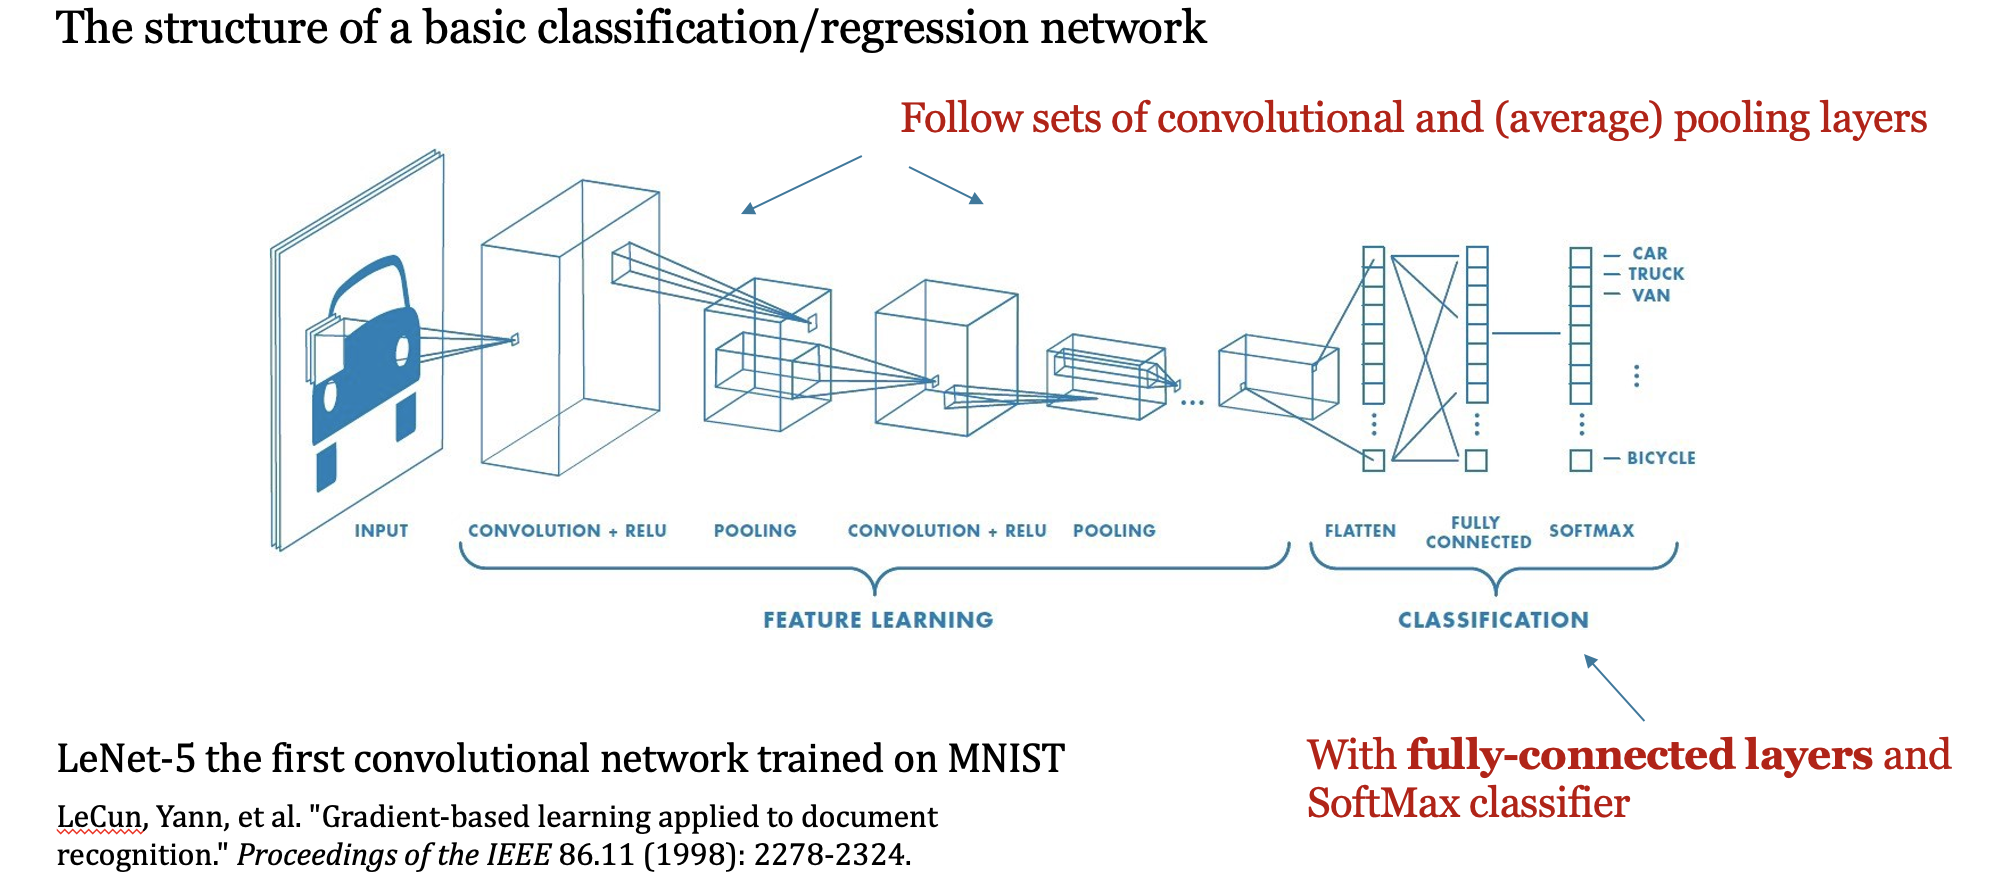 The structure of a basic classification/regression network
Follow sets of convolutional and (average) pooling layers
CAR
TRUCK
VAN
BICYCLE
INPUT
CONVOLUTION + RELU
POOLING
CONVOLUTION + RELU
POOLING
...
FLATTEN
FULLY
CONNECTED
SOFTMAX
FEATURE LEARNING
CLASSIFICATION
With fully-connected layers and
SoftMax classifier
LeNet-5 the first convolutional network trained on MNIST
LeCun, Yann, et al. "Gradient-based learning applied to document
recognition." Proceedings of the IEEE 86.11 (1998): 2278-2324.